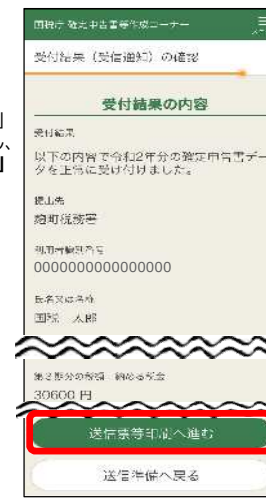 国税庁 確定申告書等作成コーナー
受付結果（受信通知）の確認
受付結果の内容
受付結果
以下の内容で令和2年分の確定申告書デー
タを正常に受け付けました。
提出先
麹町税務署
利用者識別番号
0000000000000000
氏名又は名称
国税 太郎
第3期分の税額 納める税金
30600 円
送信票等印刷へ進む
送信準備へ戻る